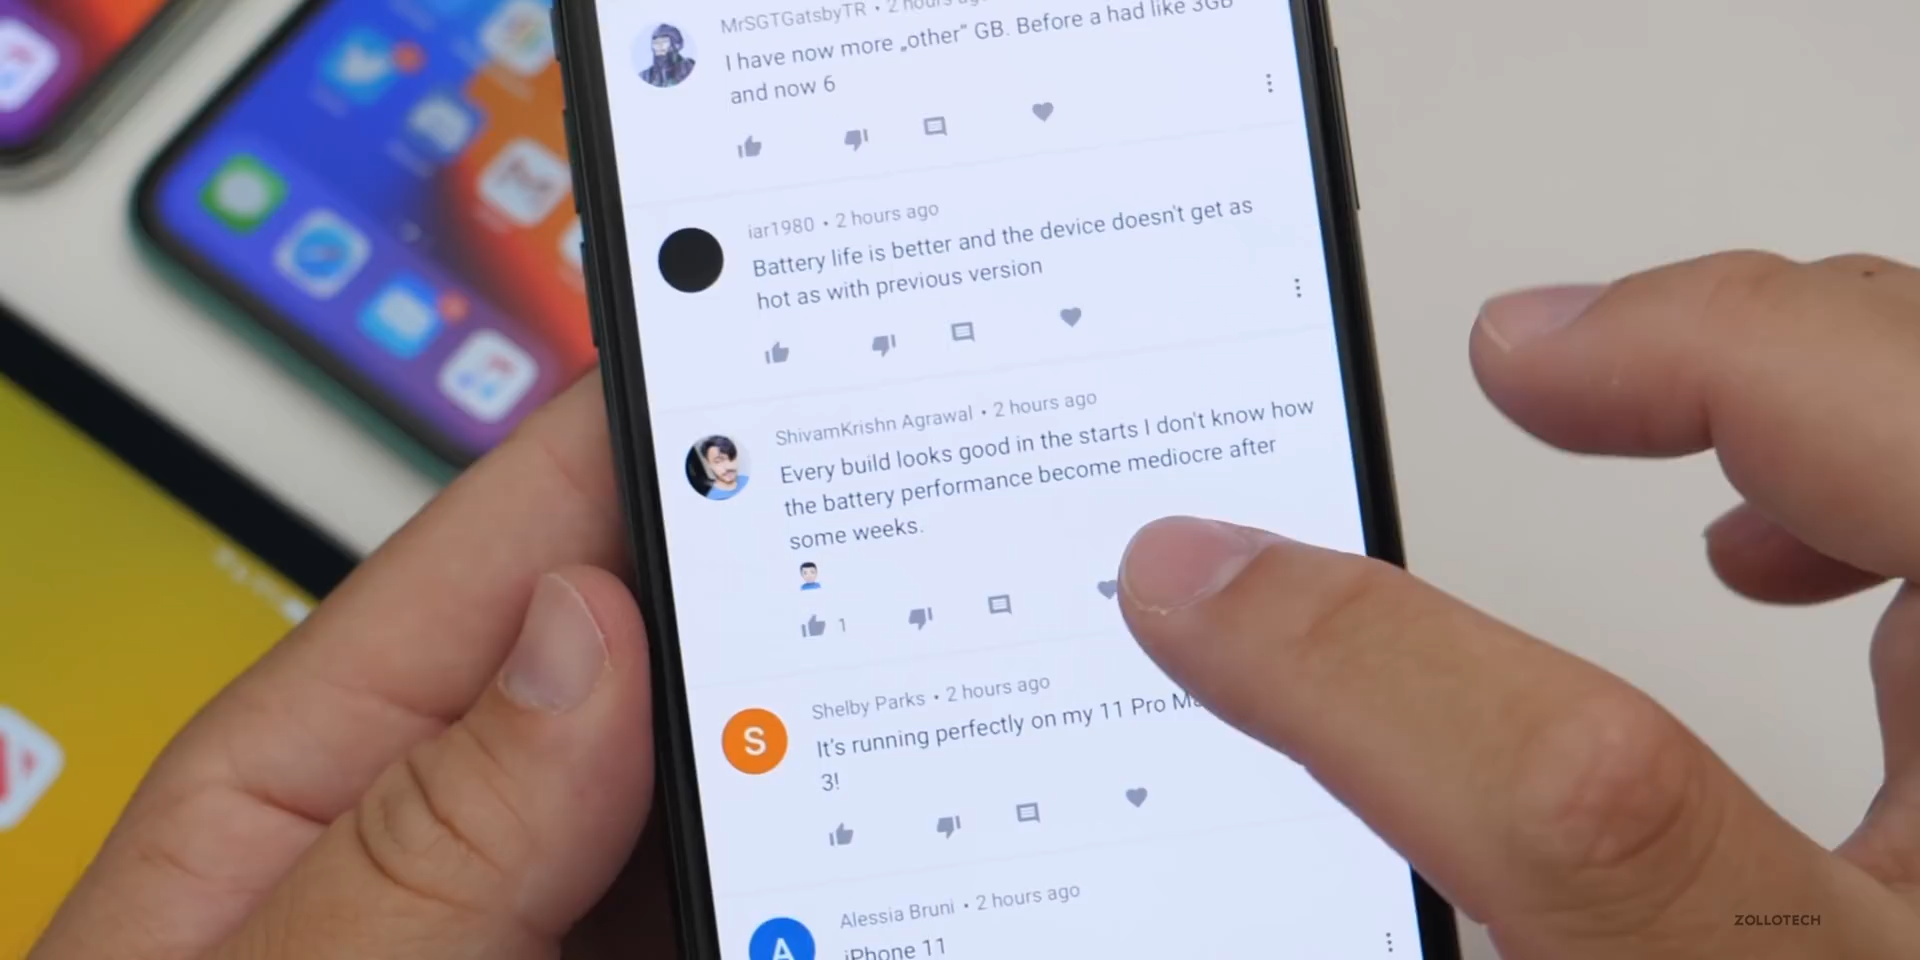 MrSGTGatsbyTR • 2 hours ago
I have now more „other“ GB. Before a had like 3GB
and now 6
iar1980 • 2 hours ago
Battery life is better and the device doesn't get as
hot as with previous version
ShivamKrishn Agrawal • 2 hours ago
Every build looks good in the starts I don't know how
the battery performance become mediocre after
some weeks.
1
Shelby Parks • 2 hours ago
S
It's running perfectly on my 11 Pro
3!
Alessia Bruni • 2 hours ago
A
iPhone 11
ZOLLOTECH